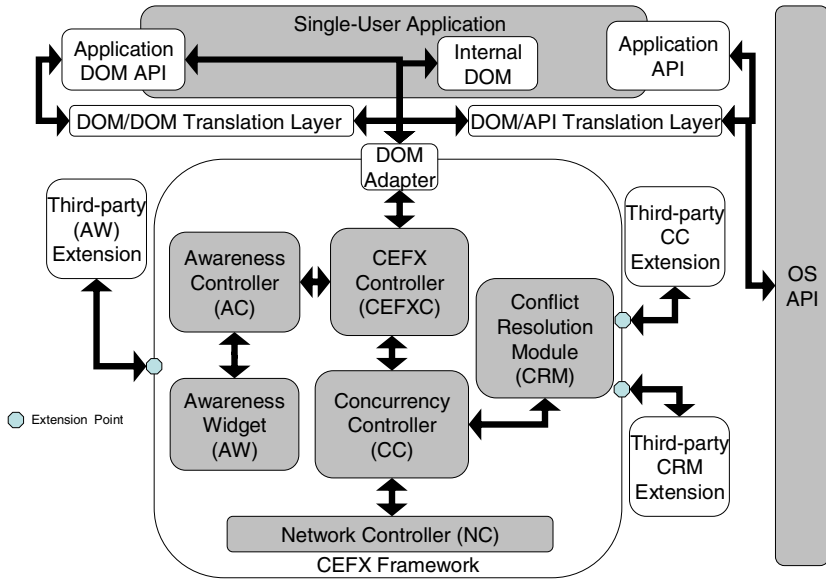 Single-User Application
Application
DOM API
Internal
DOM
Application
API
DOM/DOM Translation Layer
DOM/API Translation Layer
DOM
Adapter
Third-party
(AW)
Extension
Awareness
Controller
(AC)
CEFX
Controller
(CEFXC)
Third-party
CC
Extension
OS
API
Conflict
Resolution
Module
(CRM)
Awareness
Widget
(AW)
Concurrency
Controller
(CC)
Extension Point
Third-party
CRM
Extension
Network Controller (NC)
CEFX Framework